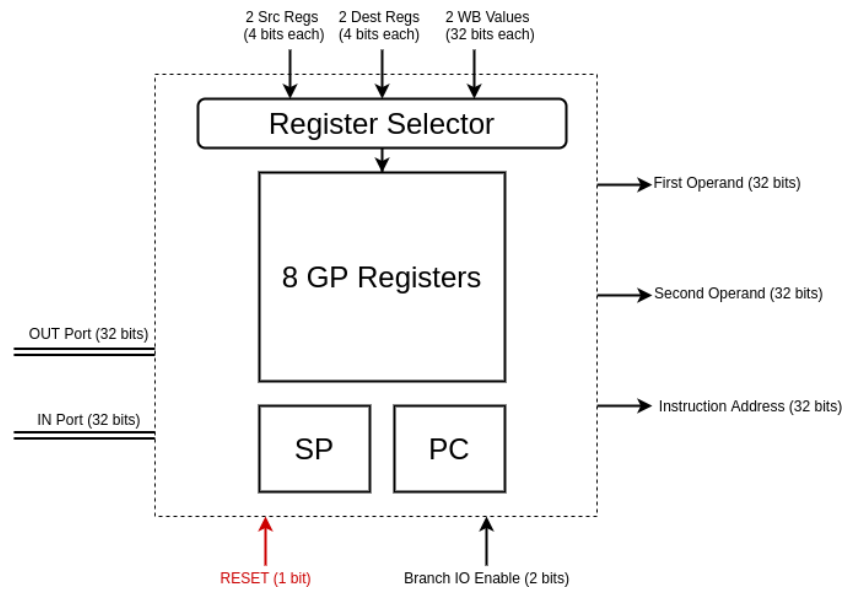 2 Src Regs
(4 bits each)
2 Dest Regs
(4 bits each)
2 WB Values
(32 bits each)
Register Selector
First Operand (32 bits)
8 GP Registers
Second Operand (32 bits)
OUT Port (32 bits)
IN Port (32 bits)
Instruction Address (32 bits)
SP
PC
RESET (1 bit)
Branch IO Enable (2 bits)